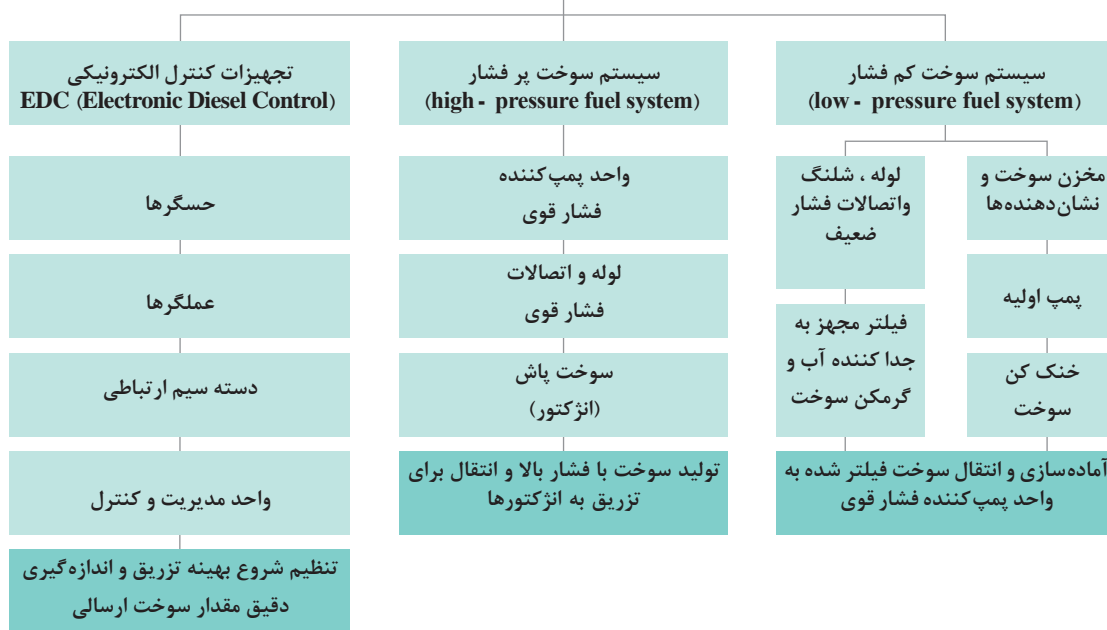 سیستم سوخت کم فشار
(low - pressure fuel system)
مخزن سوخت و
نشان‌دهنده‌ها
پمپ اولیه
خنک کن
سوخت
لوله ، شلنگ
واتصالات فشار
ضعیف
فیلتر مجهز به
جدا کننده آب و
گرمکن سوخت
آماده‌سازی و انتقال سوخت فیلتر شده به
واحد پمپ‌کننده فشار قوی
سیستم سوخت پر فشار
(high - pressure fuel system)
واحد پمپ‌کننده
فشار قوی
لوله و اتصالات
فشار قوی
سوخت پاش
(انژکتور)
تولید سوخت با فشار بالا و انتقال برای
تزریق به انژکتورها
تجهیزات کنترل الکترونیکی
EDC (Electronic Diesel Control)
حسگرها
عملگرها
دسته سیم ارتباطی
واحد مدیریت و کنترل
تنظیم شروع بهینه تزریق و اندازه‌گیری
دقیق مقدار سوخت ارسالی